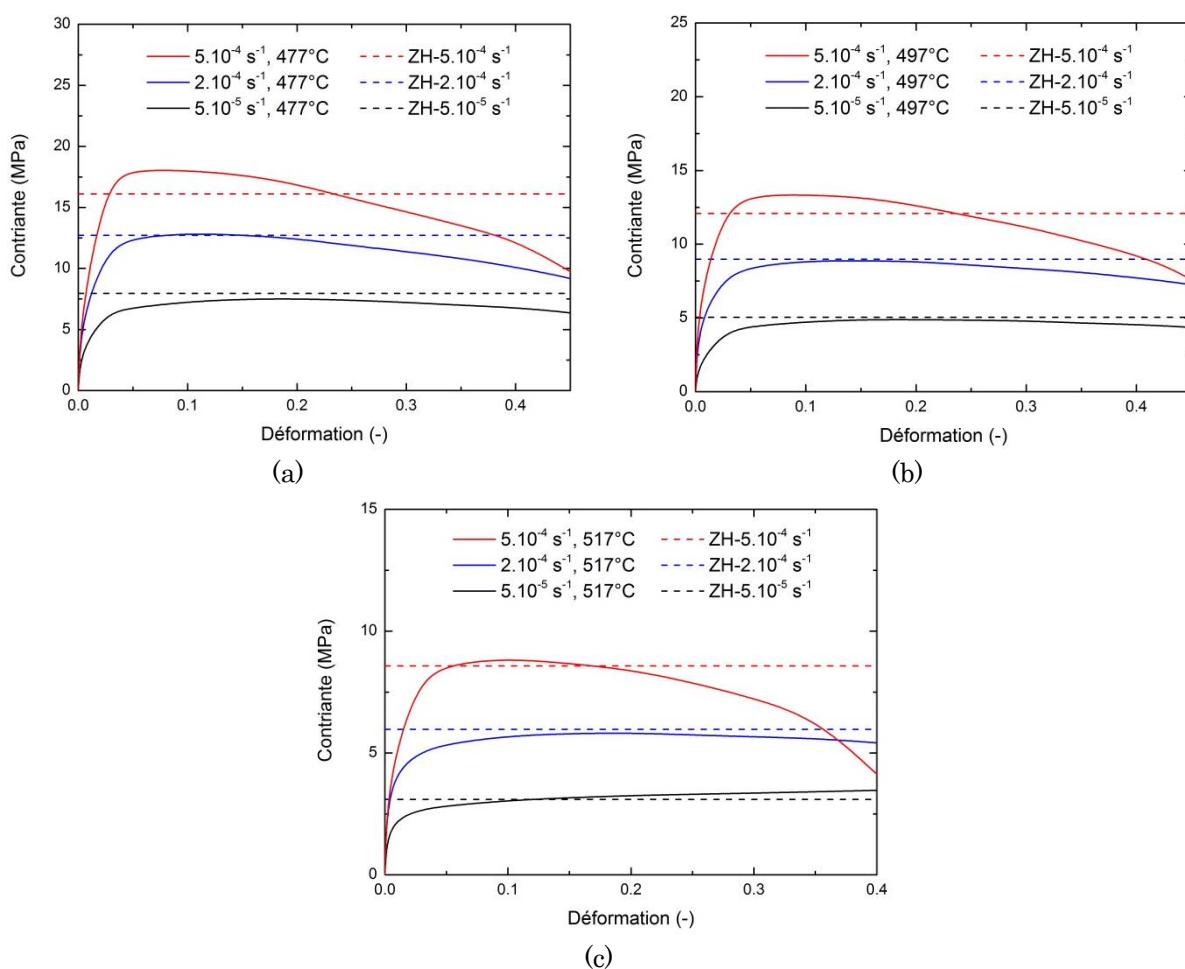 30
25
20
15
10
5
0
Contriante (MPa)
5.10⁻⁴ s⁻¹, 477°C ZH-5.10⁻⁴ s⁻¹
2.10⁻⁴ s⁻¹, 477°C ZH-2.10⁻⁴ s⁻¹
5.10⁻⁵ s⁻¹, 477°C ZH-5.10⁻⁵ s⁻¹
0.0 0.1 0.2 0.3 0.4
Déformation (-)
(a)
25
20
15
10
5
0
Contriante (MPa)
5.10⁻⁴ s⁻¹, 497°C ZH-5.10⁻⁴ s⁻¹
2.10⁻⁴ s⁻¹, 497°C ZH-2.10⁻⁴ s⁻¹
5.10⁻⁵ s⁻¹, 497°C ZH-5.10⁻⁵ s⁻¹
0.0 0.1 0.2 0.3 0.4
Déformation (-)
(b)
15
10
5
0
Contriante (MPa)
5.10⁻⁴ s⁻¹, 517°C ZH-5.10⁻⁴ s⁻¹
2.10⁻⁴ s⁻¹, 517°C ZH-2.10⁻⁴ s⁻¹
5.10⁻⁵ s⁻¹, 517°C ZH-5.10⁻⁵ s⁻¹
0.0 0.1 0.2 0.3 0.4
Déformation (-)
(c)